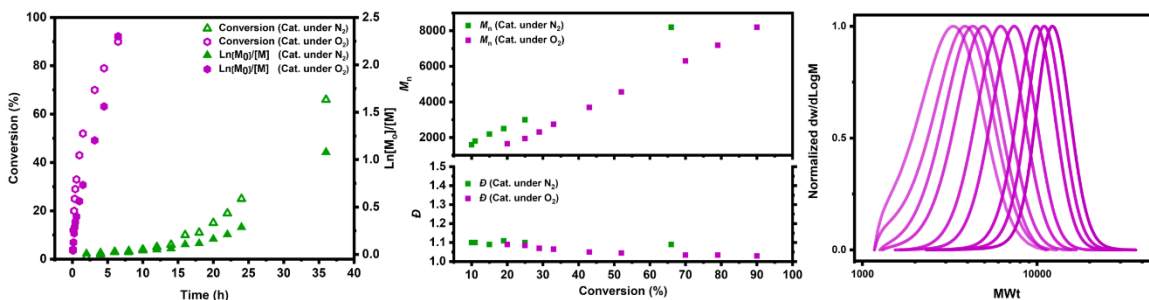 Conversion (%)
100
80
60
40
20
0
Conversion (Cat. under N₂)
Conversion (Cat. under O₂)
Ln[M₀)/[M] (Cat. under N₂)
Ln[M₀)/[M] (Cat. under O₂)
2.5
2.0
1.5
1.0
0.5
0.0
Ln[M₀]/[M]
0 5 10 15 20 25 30 35 40
Time (h)
Mₙ
8000
6000
4000
2000
Mₙ (Cat. under N₂)
Mₙ (Cat. under O₂)
Đ
1.5
1.4
1.3
1.2
1.1
1.0
Đ (Cat. under N₂)
Đ (Cat. under O₂)
0 10 20 30 40 50 60 70 80 90 100
Conversion (%)
Normalized dw/dLogM
1.0
0.5
0.0
1000 10000
MWt